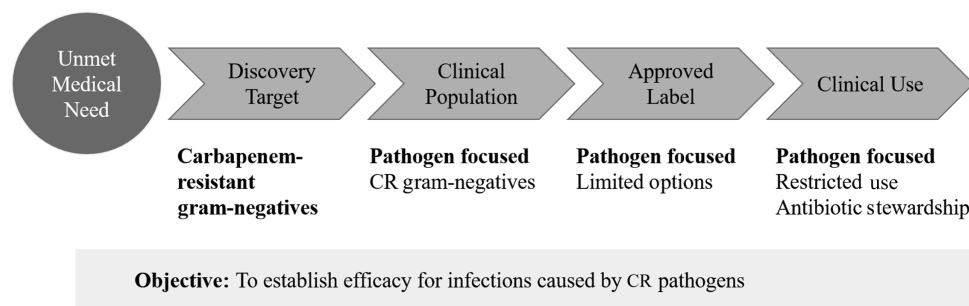 Unmet
Medical
Need
Discovery
Target
Clinical
Population
Approved
Label
Clinical Use
Carbapenem-
resistant
gram-negatives
Pathogen focused
CR gram-negatives
Pathogen focused
Limited options
Pathogen focused
Restricted use
Antibiotic stewardship
Objective: To establish efficacy for infections caused by CR pathogens